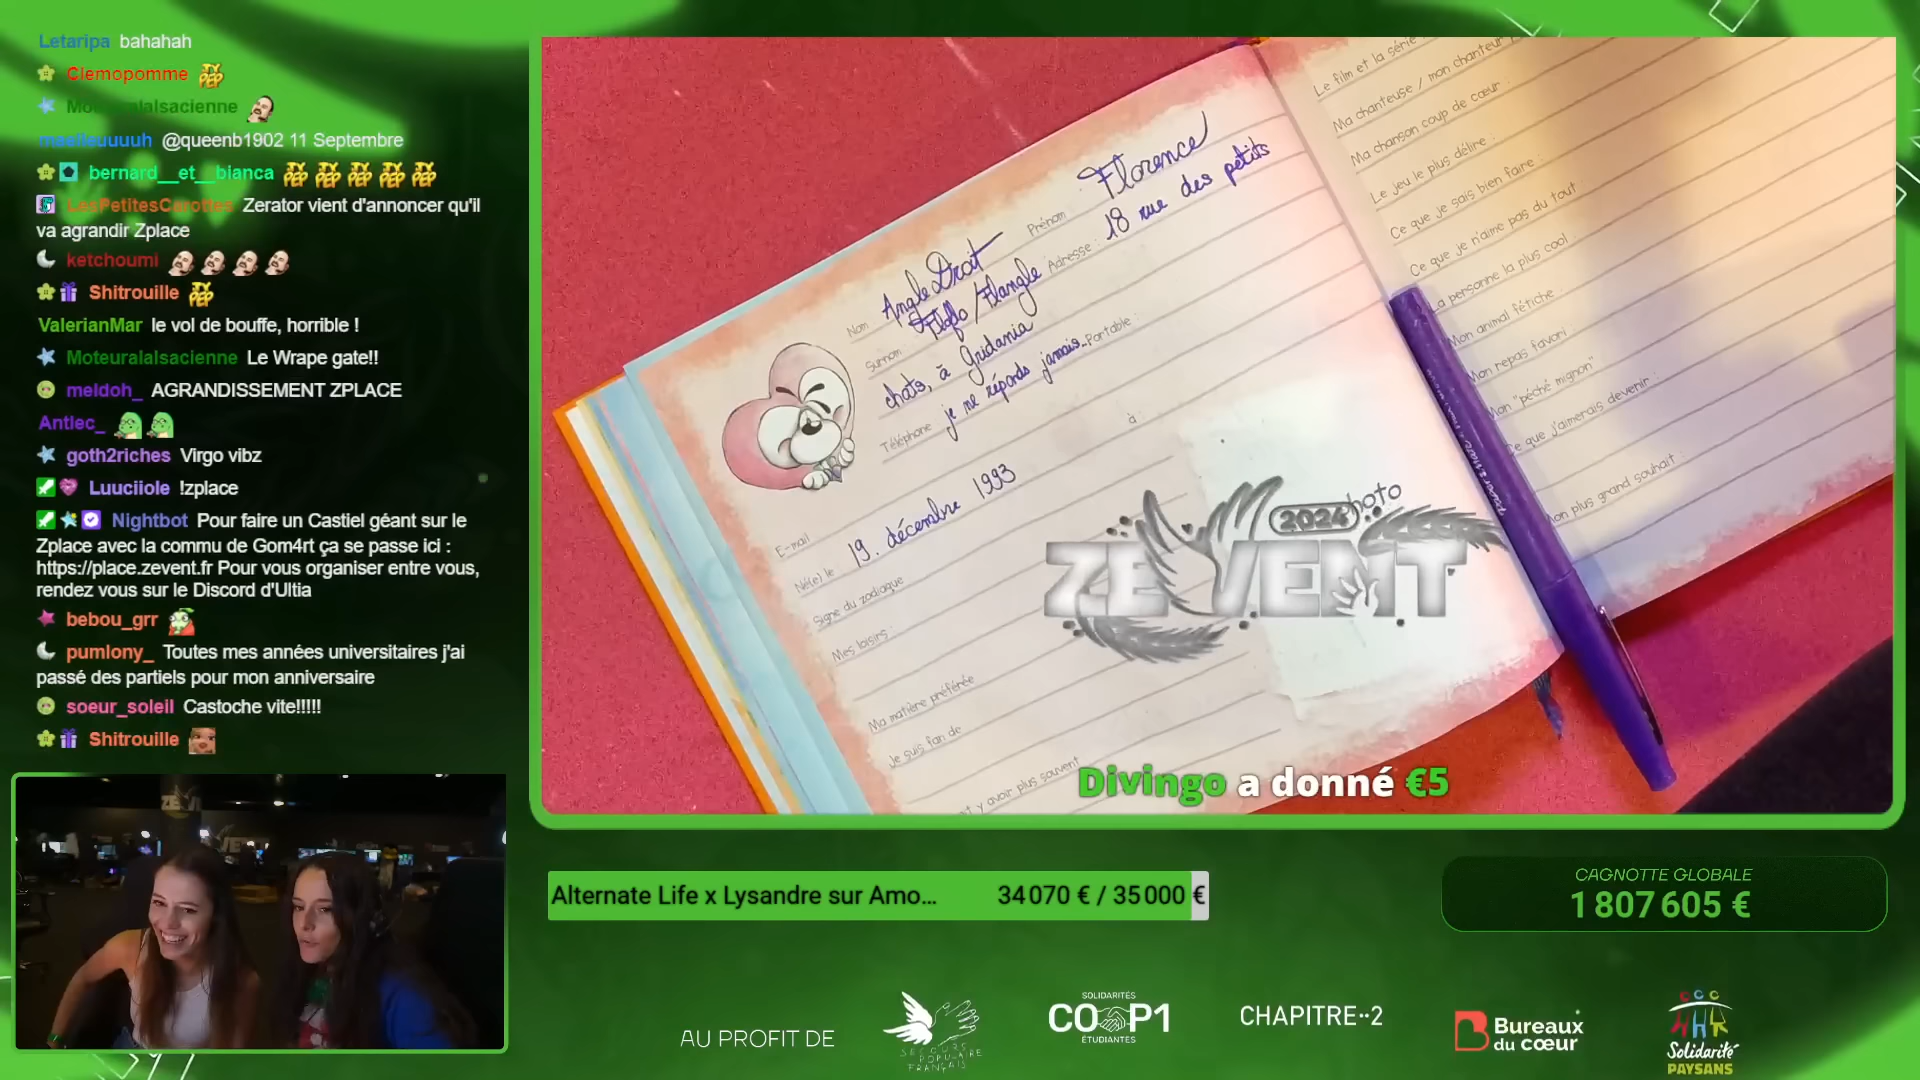 Letaripa bahahah
Clemopomme
Moteuralalsacienne
maelleuuuuh @queenb1902 11 Septembre
bernard__et__bianca
LesPetitesCarottes Zerator vient d'annoncer qu'il
va agrandir Zplace
ketchoumi
Shitrouille
ValerianMar le vol de bouffe, horrible !
Moteuralalsacienne Le Wrape gate!!
meldoh_ AGRANDISSEMENT ZPLACE
Antlec_
goth2riches Virgo vibz
Luuciiole !zplace
Nightbot Pour faire un Castiel géant sur le
Zplace avec la commu de Gom4rt ça se passe ici :
https://place.zevent.fr Pour vous organiser entre vous,
rendez vous sur le Discord d'Ultia
bebou_grr
pumlony_ Toutes mes années universitaires j'ai
passé des partiels pour mon anniversaire
soeur_soleil Castoche vite!!!!!
Shitrouille
Nom Angle Droit Prénom Florence
Surnom Floflo / Flangle Adresse : 18 rue des petits
chats, à Gridania
Téléphone je ne réponds jamais.. Portable :
E-mail
Né(e) le 19 décembre 1993 à :
Signe du zodiaque
Mes loisirs :
Ma matière préférée
Je suis fan de
y avoir plus souvent
photo
Le film et la série
Ma chanteuse / mon chanteur
Ma chanson coup de cœur :
Le jeu le plus délire :
Ce que je sais bien faire :
Ce que je n'aime pas du tout
La personne la plus cool :
Mon animal fétiche :
Mon repas favori :
Mon "péché mignon"
Ce que j'aimerais devenir :
Mon plus grand souhait :
2024
ZEVENT
Divingo a donné €5
Alternate Life x Lysandre sur Amo... 34 070 € / 35 000 €
CAGNOTTE GLOBALE
1 807 605 €
AU PROFIT DE
SECOURS
POPULAIRE
FRANÇAIS
SOLIDARITÉS
COP1
ÉTUDIANTES
CHAPITRE··2
Bureaux
du cœur
Solidarité
PAYSANS